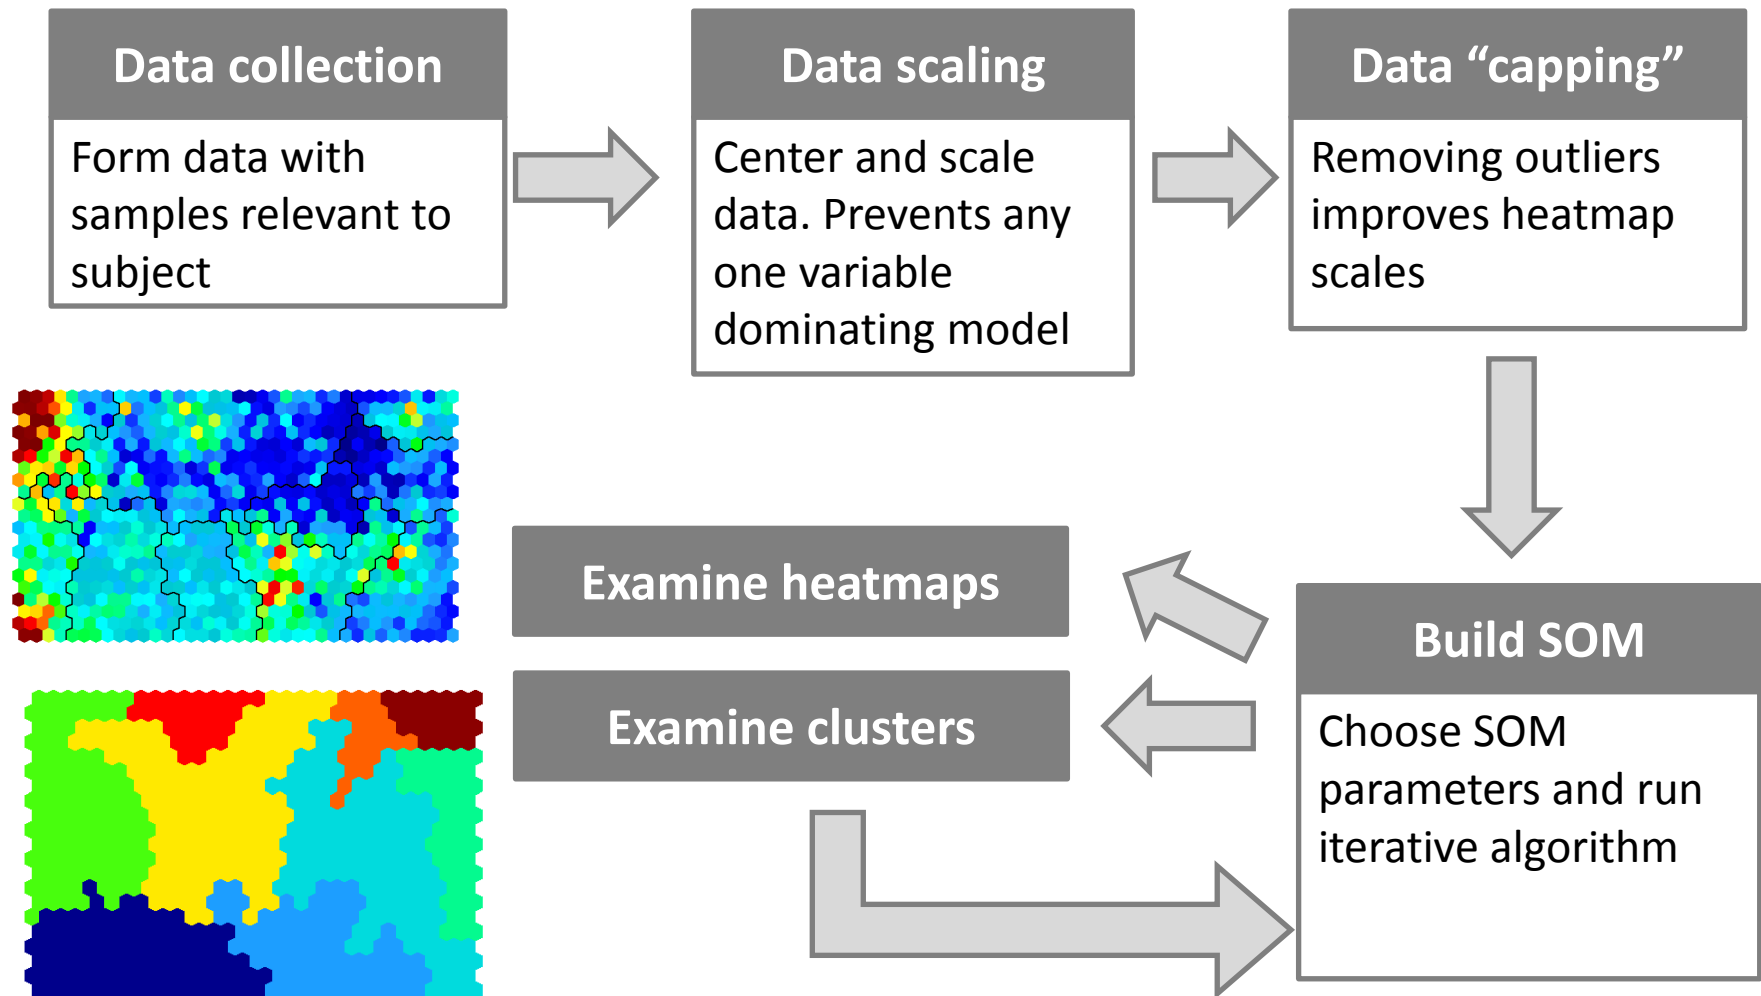 Data collection
Form data with
samples relevant to
subject
Data scaling
Center and scale
data. Prevents any
one variable
dominating model
Data “capping”
Removing outliers
improves heatmap
scales
Build SOM
Choose SOM
parameters and run
iterative algorithm
Examine heatmaps
Examine clusters